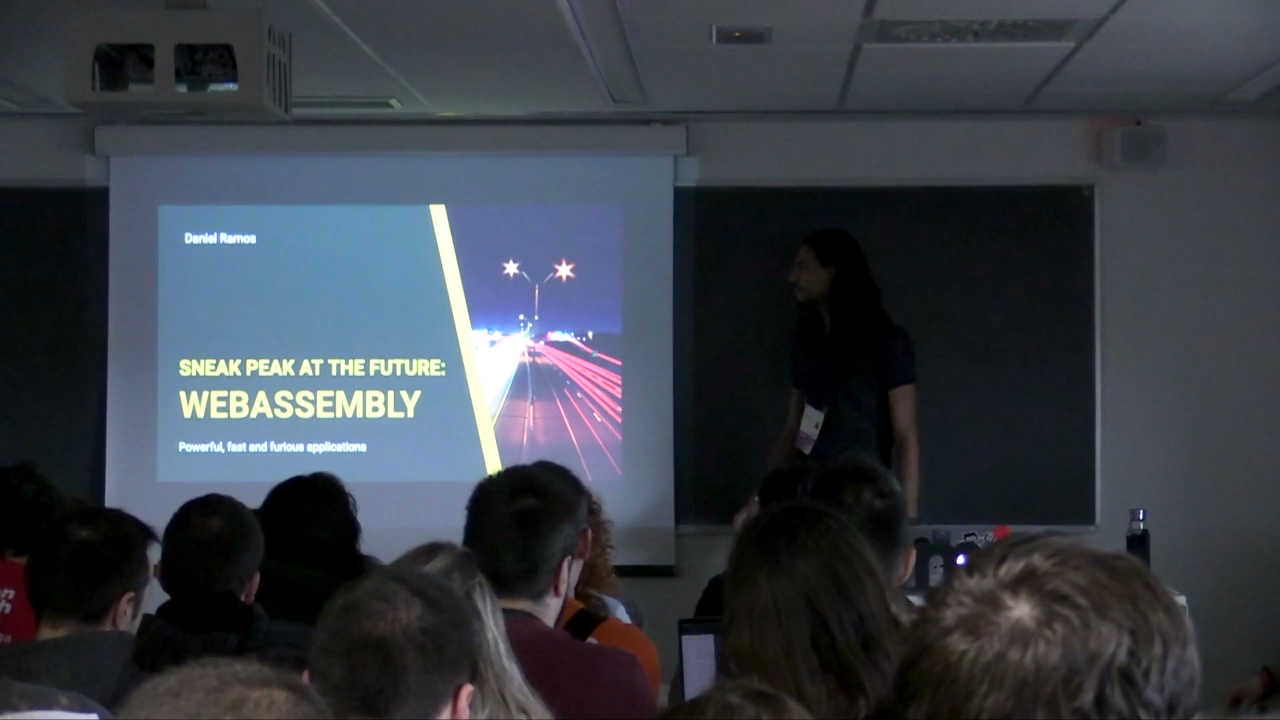 Daniel Ramos
SNEAK PEAK AT THE FUTURE:
WEBASSEMBLY
Powerful, fast and furious applications